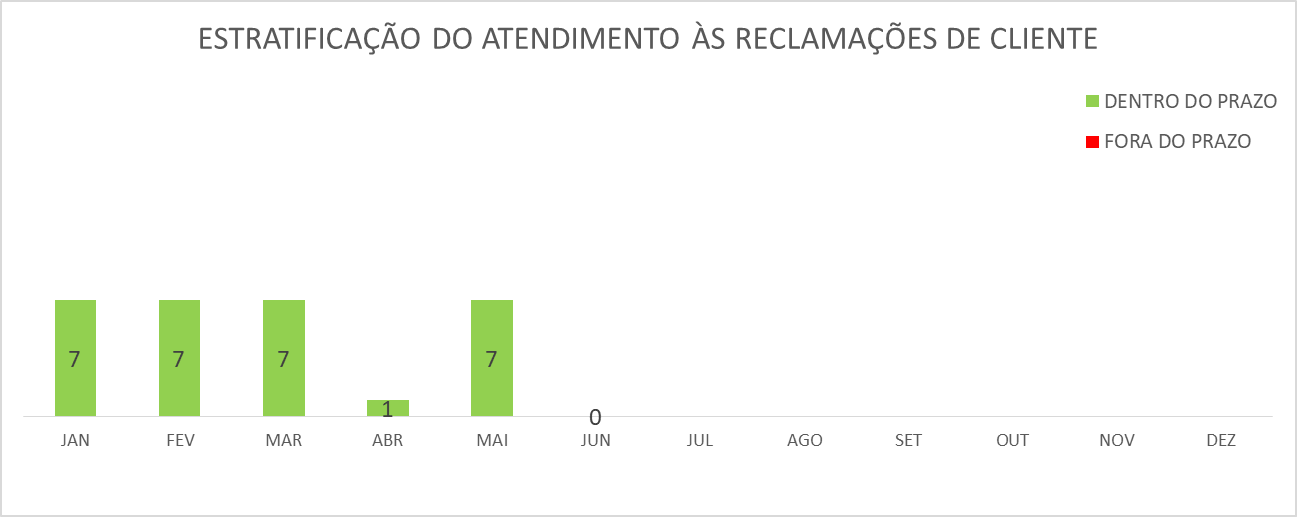 ESTRATIFICAÇÃO DO ATENDIMENTO ÀS RECLAMAÇÕES DE CLIENTE
DENTRO DO PRAZO
FORA DO PRAZO
7 7 7 1 7 0
JAN FEV MAR ABR MAI JUN JUL AGO SET OUT NOV DEZ